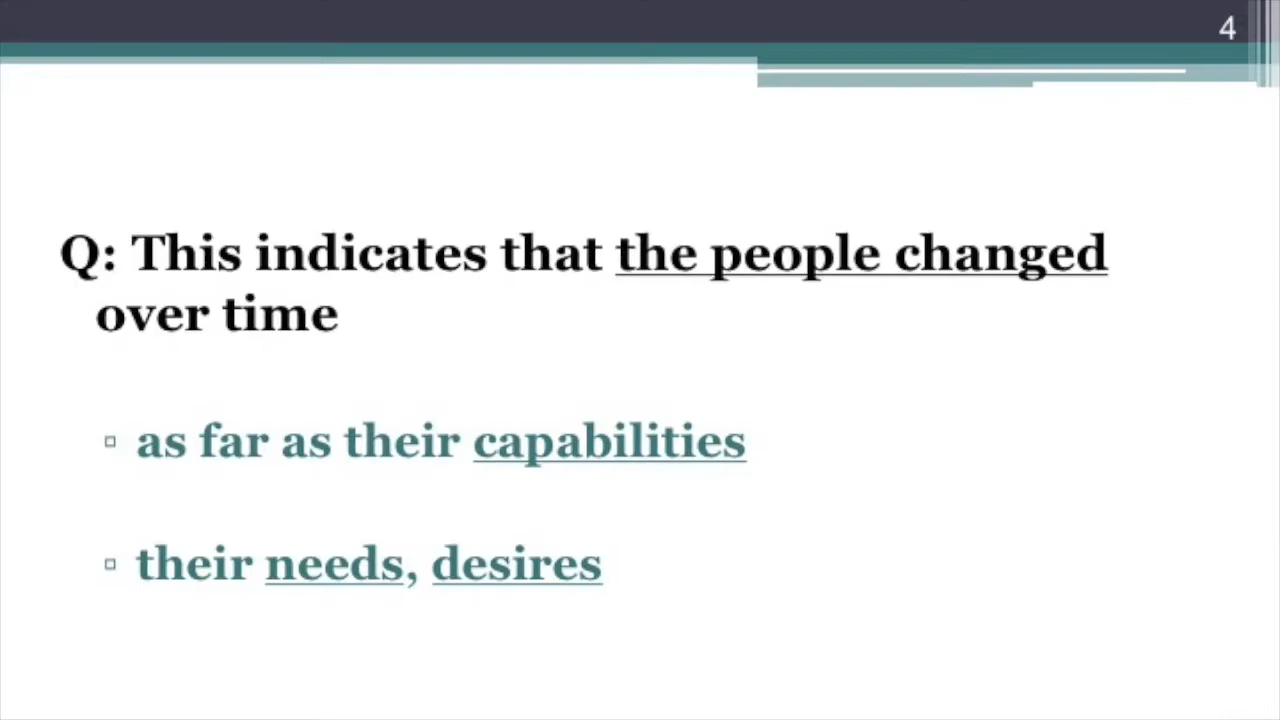 4
Q: This indicates that the people changed
over time
▫ as far as their capabilities
▫ their needs, desires